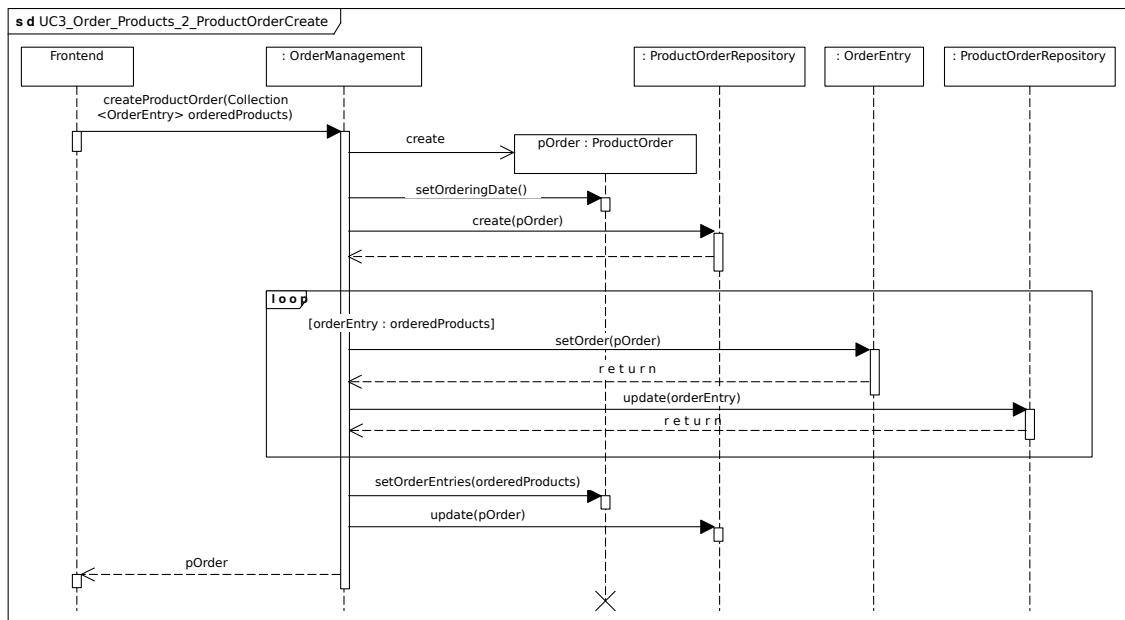 sd UC3_Order_Products_2_ProductOrderCreate
Frontend
: OrderManagement
: ProductOrderRepository
: OrderEntry
: ProductOrderRepository
createProductOrder(Collection
<OrderEntry> orderedProducts)
create
pOrder : ProductOrder
setOrderingDate()
create(pOrder)
loop
[orderEntry : orderedProducts]
setOrder(pOrder)
return
update(orderEntry)
return
setOrderEntries(orderedProducts)
update(pOrder)
pOrder